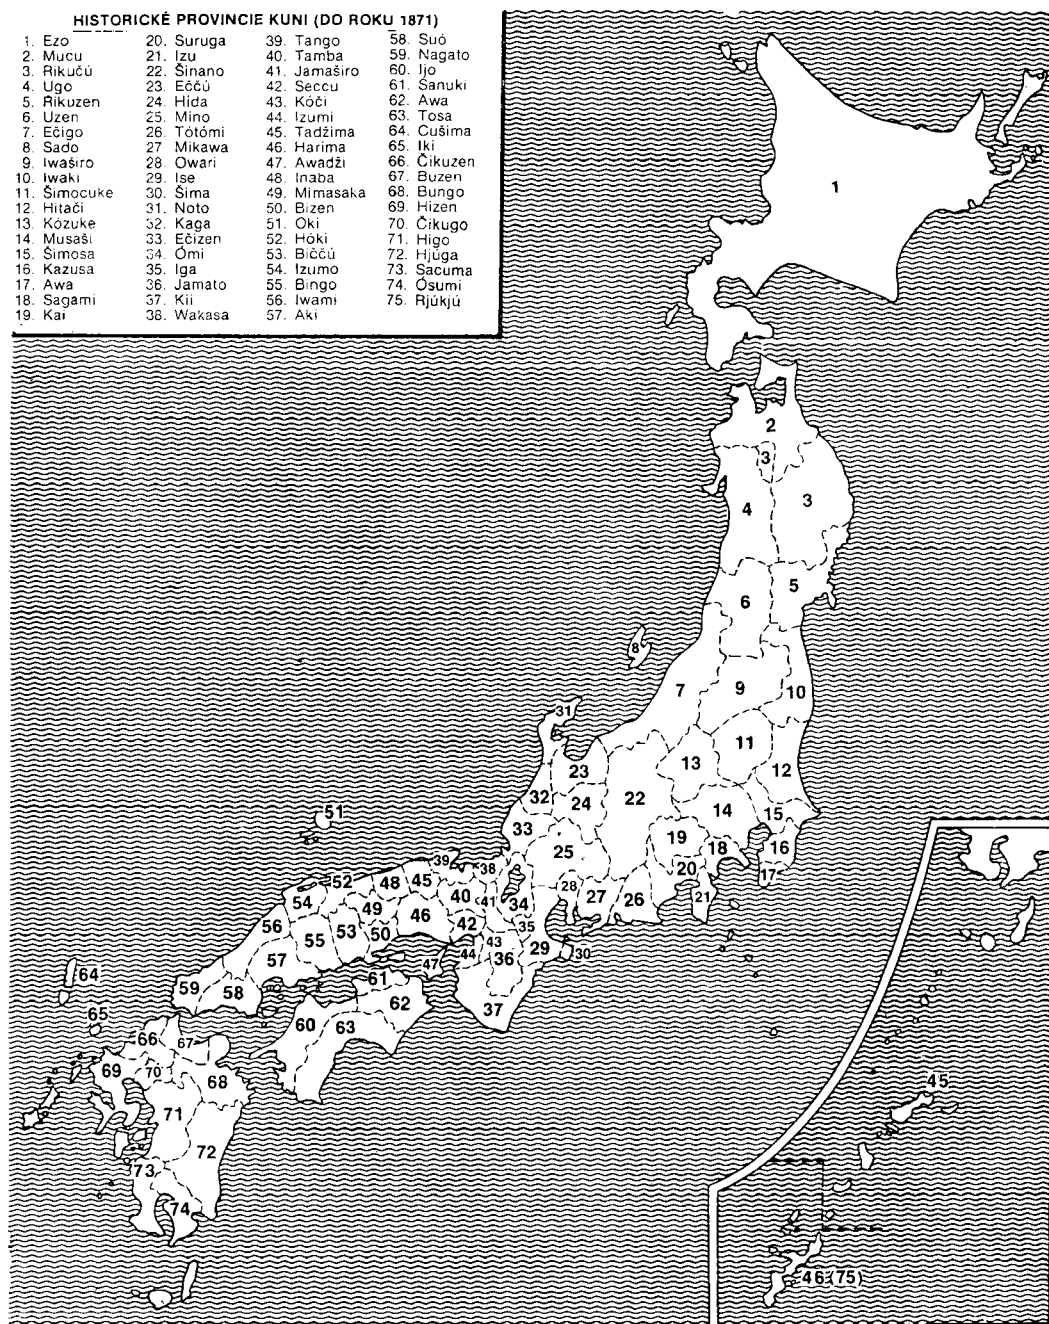 HISTORICKÉ PROVINCIE KUNI (DO ROKU 1871)
1. Ezo
2. Mucu
3. Rikučú
4. Ugo
5. Rikuzen
6. Uzen
7. Ečigo
8. Sado
9. Iwaširo
10. Iwaki
11. Šimocuke
12. Hitači
13. Kózuke
14. Musaši
15. Šimosa
16. Kazusa
17. Awa
18. Sagami
19. Kai
20. Suruga
21. Izu
22. Šinano
23. Eččú
24. Hida
25. Mino
26. Tótómi
27 Mikawa
28. Owari
29. Ise
30. Šima
31. Noto
32. Kaga
33. Ečizen
34. Ómi
35. Iga
36. Jamato
37. Kii
38. Wakasa
39. Tango
40. Tamba
41. Jamaširo
42. Seccu
43. Kóči
44. Izumi
45. Tadžima
46. Harima
47. Awadži
48. Inaba
49. Mimasaka
50. Bizen
51. Oki
52. Hóki
53. Biččú
54. Izumo
55. Bingo
56. Iwami
57. Aki
58. Suó
59. Nagato
60. Ijo
61. Sanuki
62. Awa
63. Tosa
64. Cušima
65. Iki
66. Čikuzen
67. Buzen
68. Bungo
69. Hizen
70. Čikugo
71. Higo
72. Hjúga
73. Sacuma
74. Ósumi
75. Rjúkjú
1
2
3
3
4
5
6
8
7
9
10
31
11
13
12
23
22
32
24
14
15
51
33
19
18
16
25
39
38
20
17
52
48
45
40
28
27
26
21
54
49
41
34
56
53
50
46
42
35
55
43
29
30
57
44
36
47
64
61
59
58
62
37
65
60
63
66
67
69
70
68
45
71
72
73
74
46 (75)